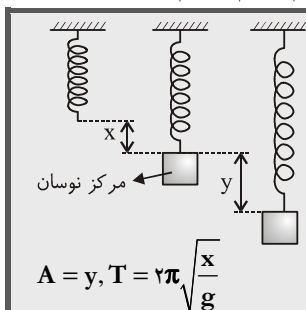 x
مرکز نوسان
y
A = y, T = ۲π√(x/g)